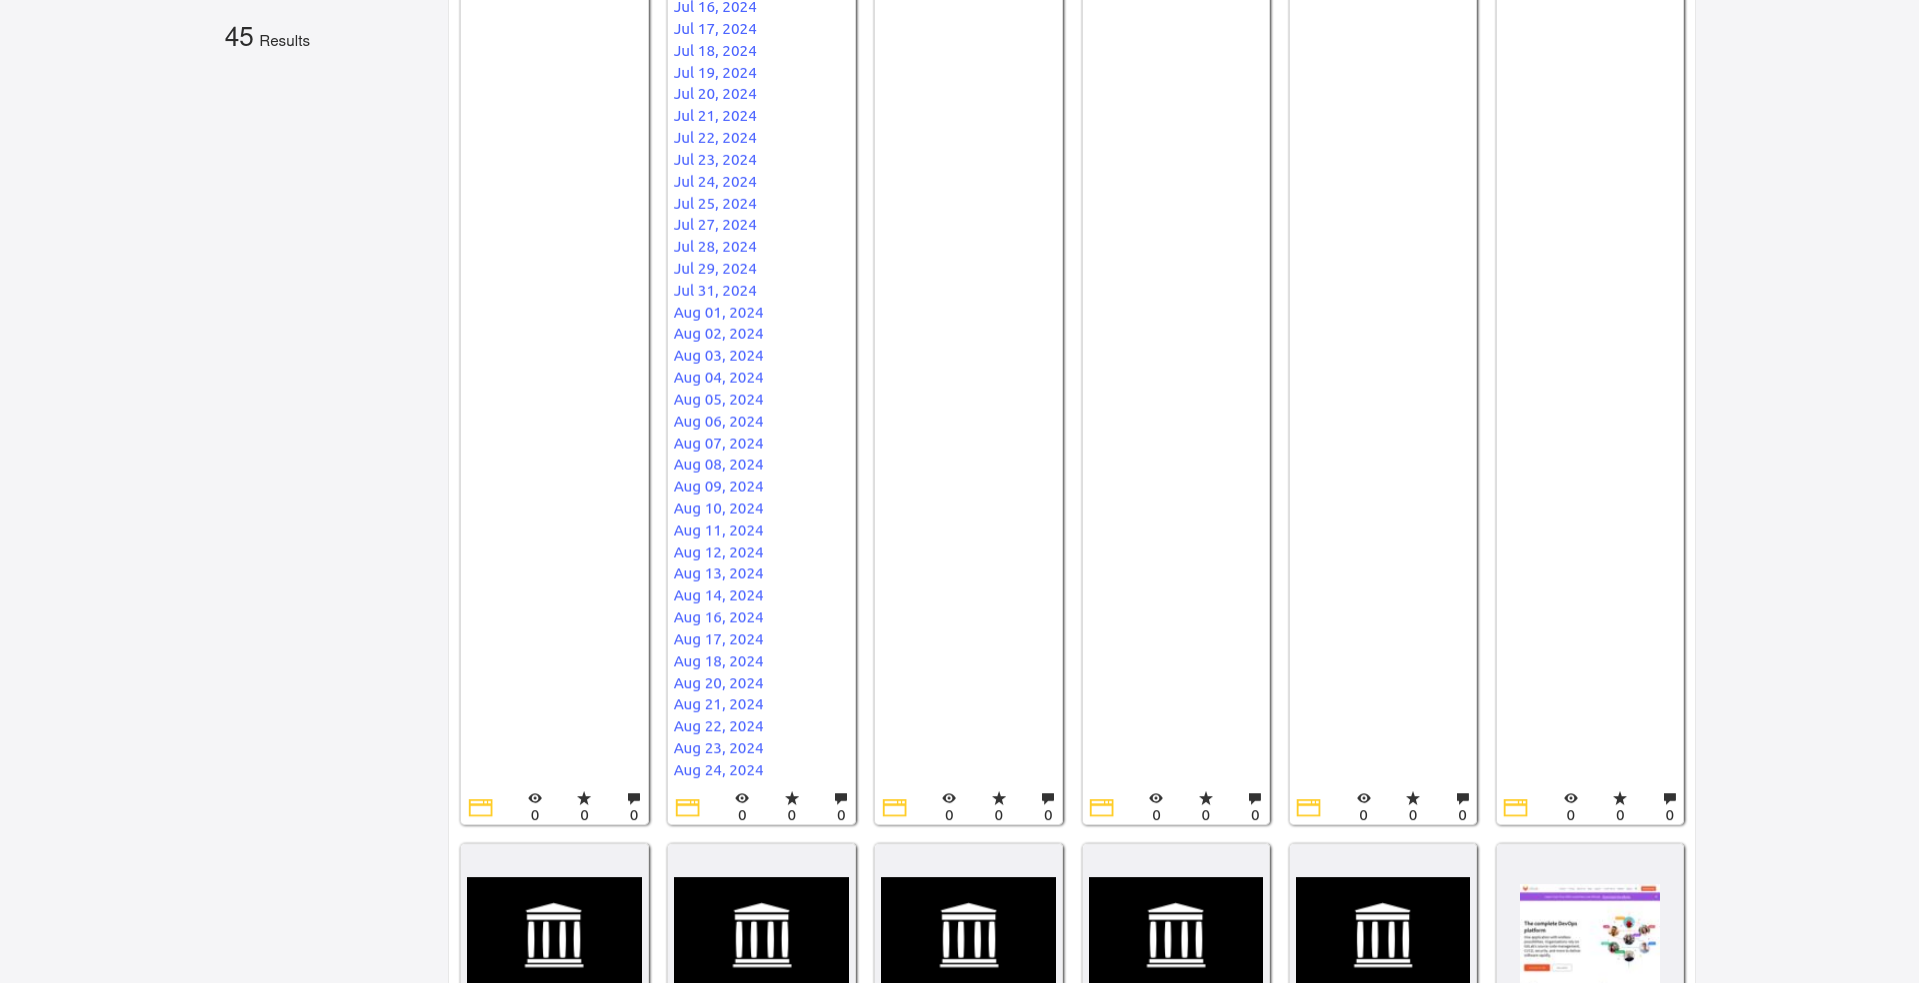 45 Results
Jul 16, 2024
Jul 17, 2024
Jul 18, 2024
Jul 19, 2024
Jul 20, 2024
Jul 21, 2024
Jul 22, 2024
Jul 23, 2024
Jul 24, 2024
Jul 25, 2024
Jul 27, 2024
Jul 28, 2024
Jul 29, 2024
Jul 31, 2024
Aug 01, 2024
Aug 02, 2024
Aug 03, 2024
Aug 04, 2024
Aug 05, 2024
Aug 06, 2024
Aug 07, 2024
Aug 08, 2024
Aug 09, 2024
Aug 10, 2024
Aug 11, 2024
Aug 12, 2024
Aug 13, 2024
Aug 14, 2024
Aug 16, 2024
Aug 17, 2024
Aug 18, 2024
Aug 20, 2024
Aug 21, 2024
Aug 22, 2024
Aug 23, 2024
Aug 24, 2024
0 0 0 0 0 0 0 0 0 0 0 0 0 0 0 0 0 0
The complete DevOps
platform